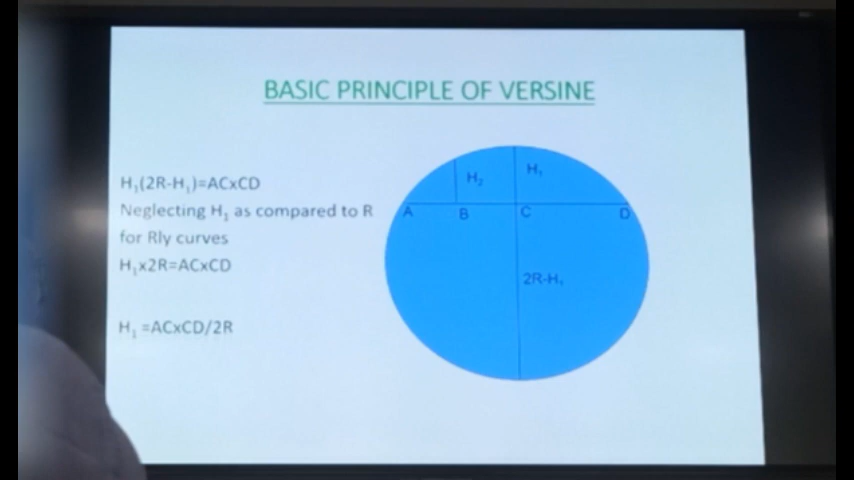 BASIC PRINCIPLE OF VERSINE
H₁(2R-H₁)=ACxCD
Neglecting H₁ as compared to R
for Rly curves
H₁x2R=ACxCD
H₁ =ACxCD/2R
H₂
H₁
A
B
C
D
2R-H₁